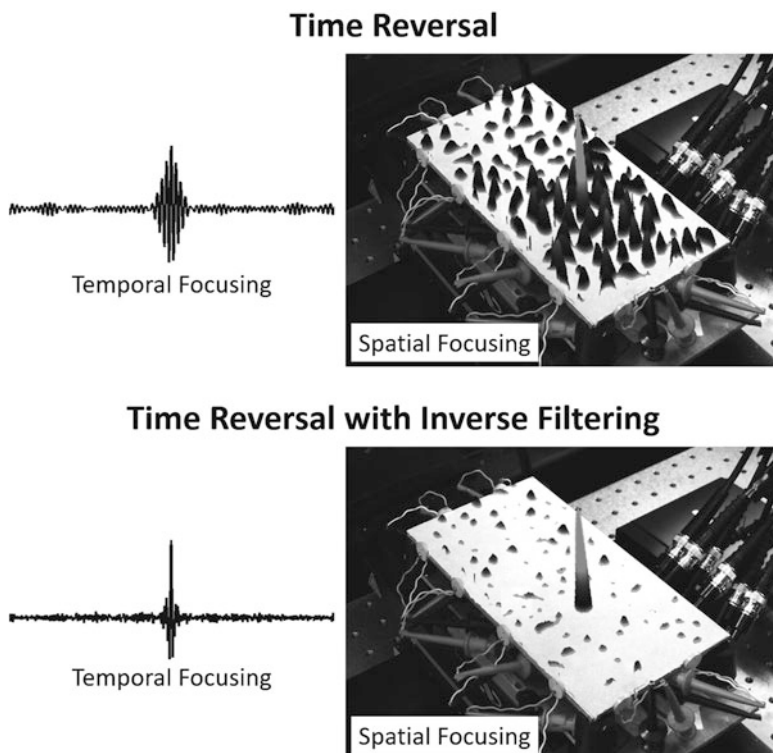 Time Reversal
Temporal Focusing
Spatial Focusing
Time Reversal with Inverse Filtering
Temporal Focusing
Spatial Focusing